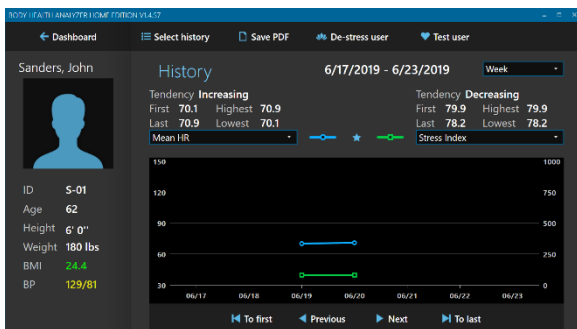 BODY HEALTH ANALYZER HOME EDITION V1.4.57
Dashboard Select history Save PDF De-stress user Test user
Sanders, John
History 6/17/2019 - 6/23/2019 Week
Tendency Increasing Tendency Decreasing
First 70.1 Highest 70.9 First 79.9 Highest 79.9
Last 70.9 Lowest 70.1 Last 78.2 Lowest 78.2
Mean HR Stress Index
150 1000
120 750
90 500
60 250
30 0
06/17 06/18 06/19 06/20 06/21 06/22 06/23
ID S-01
Age 62
Height 6' 0''
Weight 180 lbs
BMI 24.4
BP 129/81
To first Previous Next To last